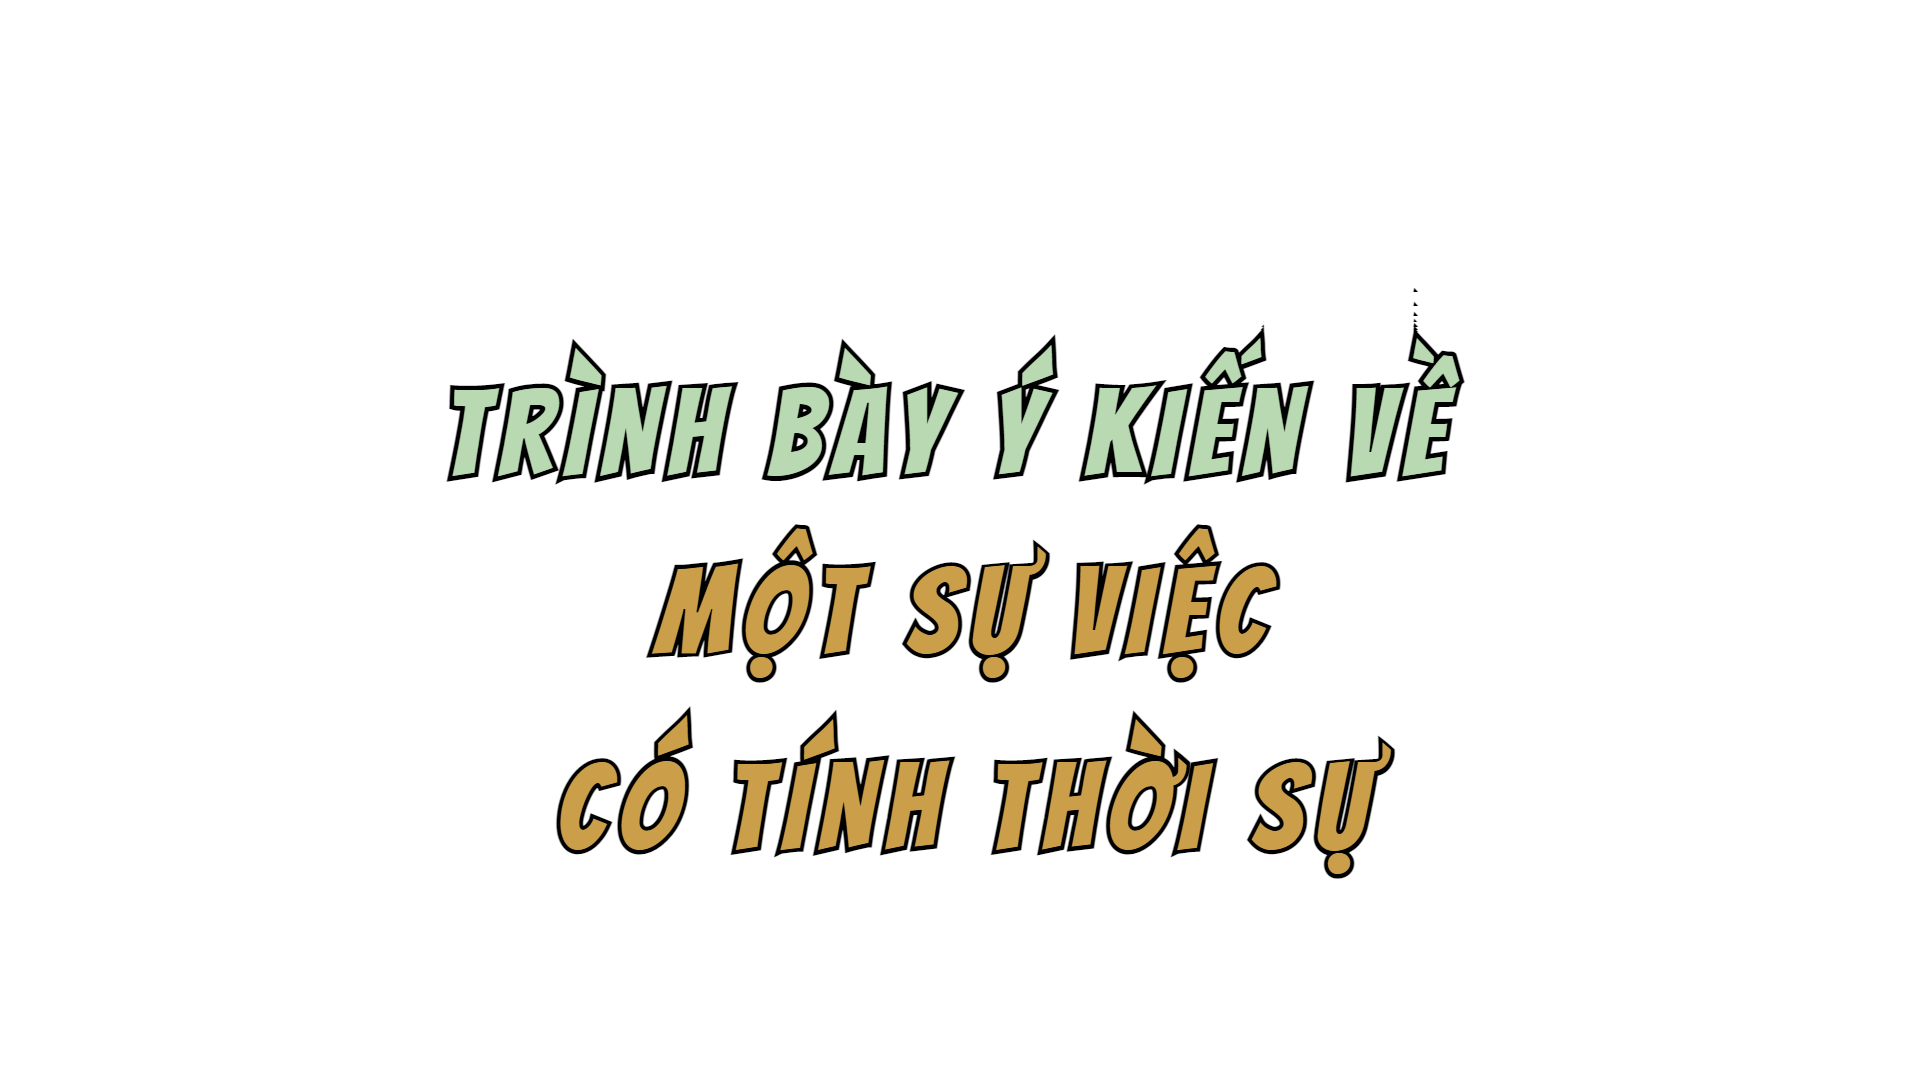 TRÌNH BÀY Ý KIẾN VỀ
MỘT SỰ VIỆC
CÓ TÍNH THỜI SỰ